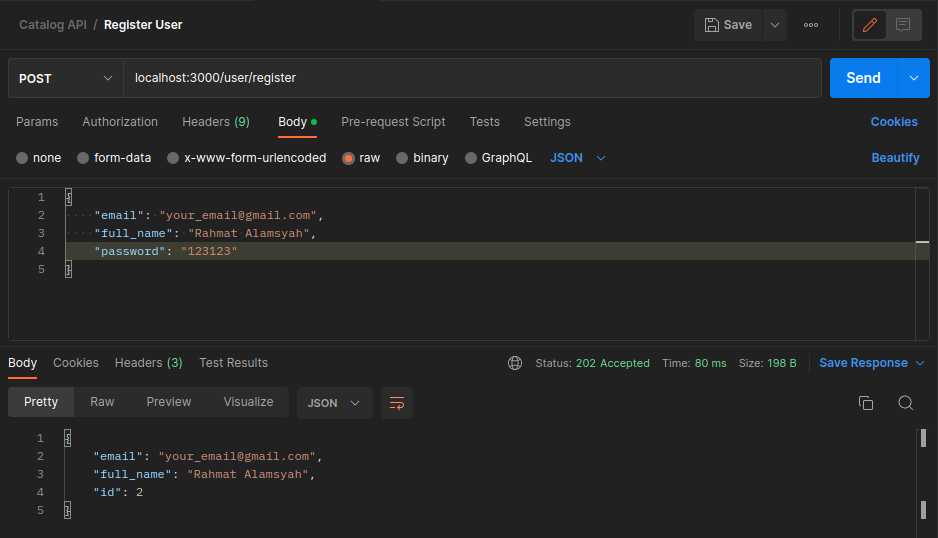 Catalog API / Register User
Save
POST
localhost:3000/user/register
Send
Params Authorization Headers (9) Body Pre-request Script Tests Settings Cookies
none form-data x-www-form-urlencoded raw binary GraphQL JSON Beautify
1 {
2 ····"email":·"your_email@gmail.com",
3 ····"full_name":·"Rahmat·Alamsyah",
4 "password": "123123"
5 }
Body Cookies Headers (3) Test Results Status: 202 Accepted Time: 80 ms Size: 198 B Save Response
Pretty Raw Preview Visualize JSON
1 {
2 "email": "your_email@gmail.com",
3 "full_name": "Rahmat Alamsyah",
4 "id": 2
5 }